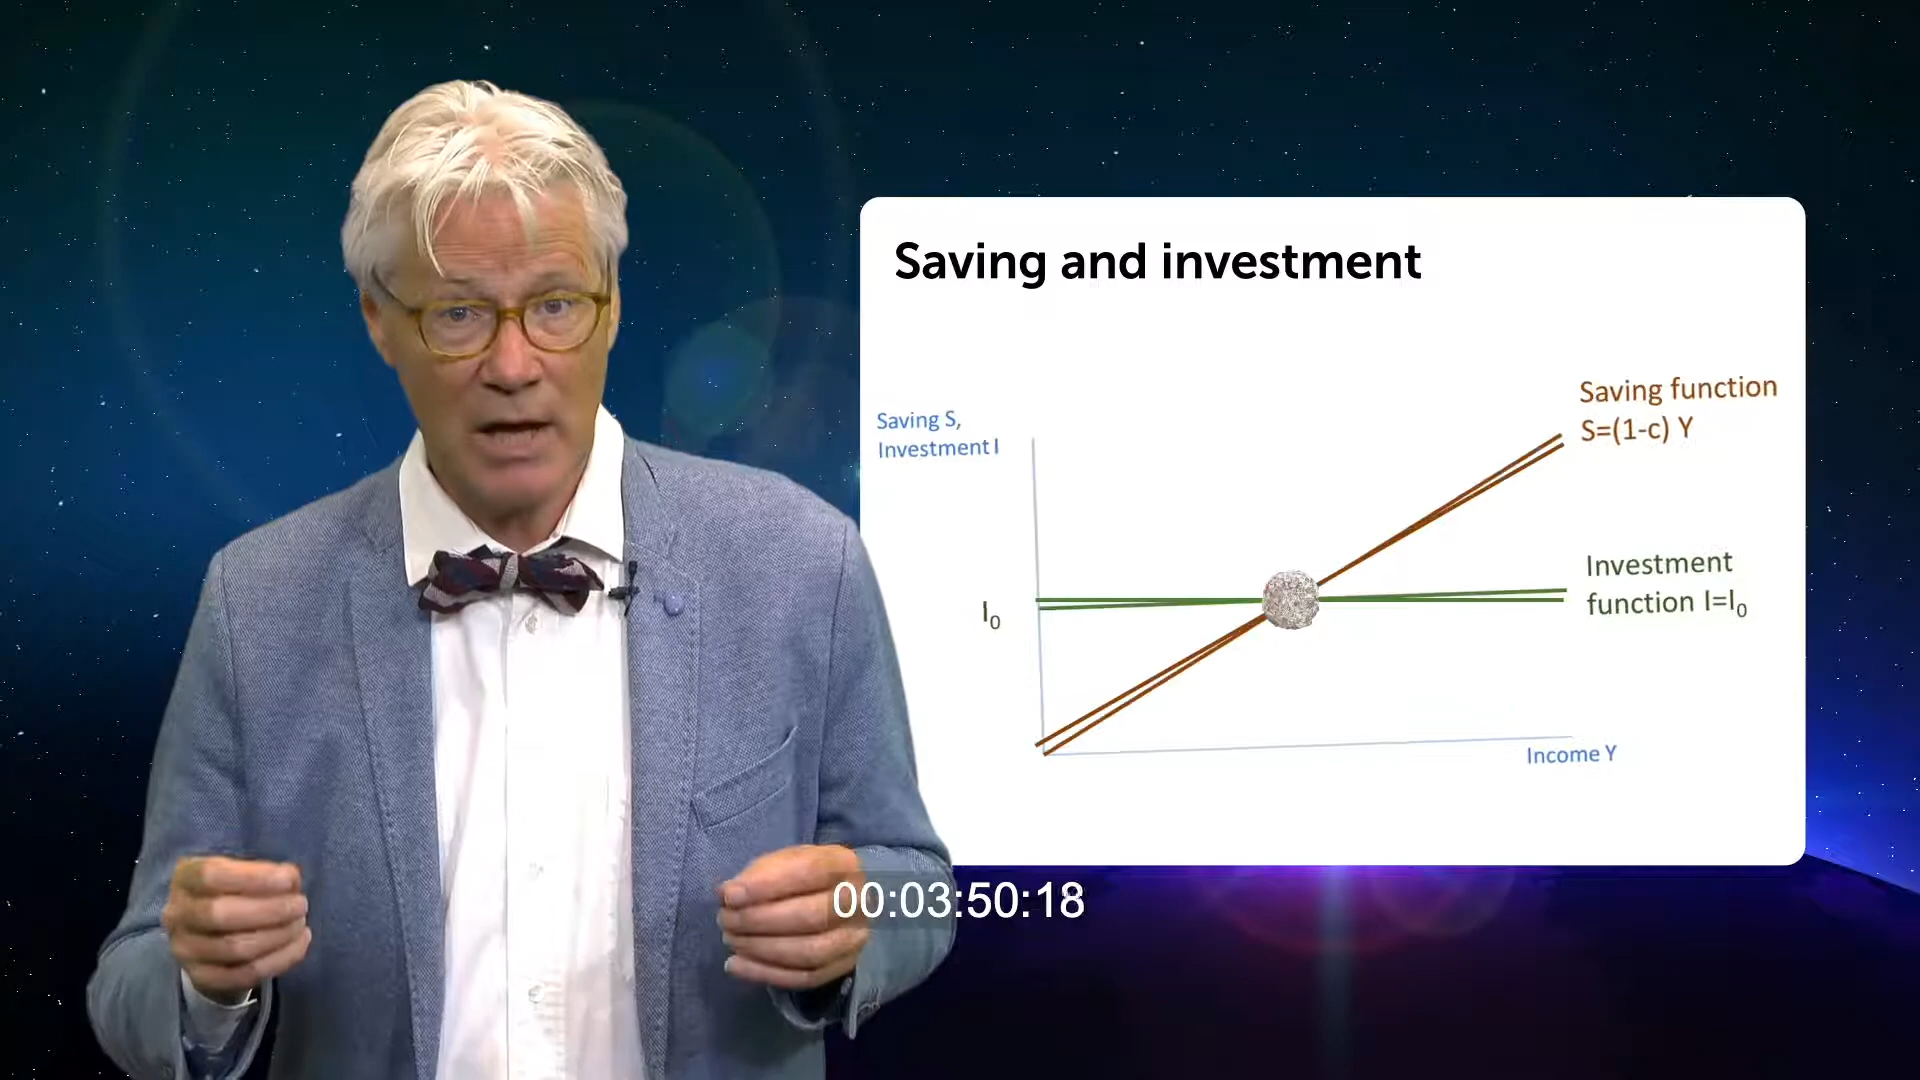 Saving and investment
Saving function
S=(1-c) Y
Saving S,
Investment I
Investment
function I=I₀
I₀
Income Y
00:03:50:18